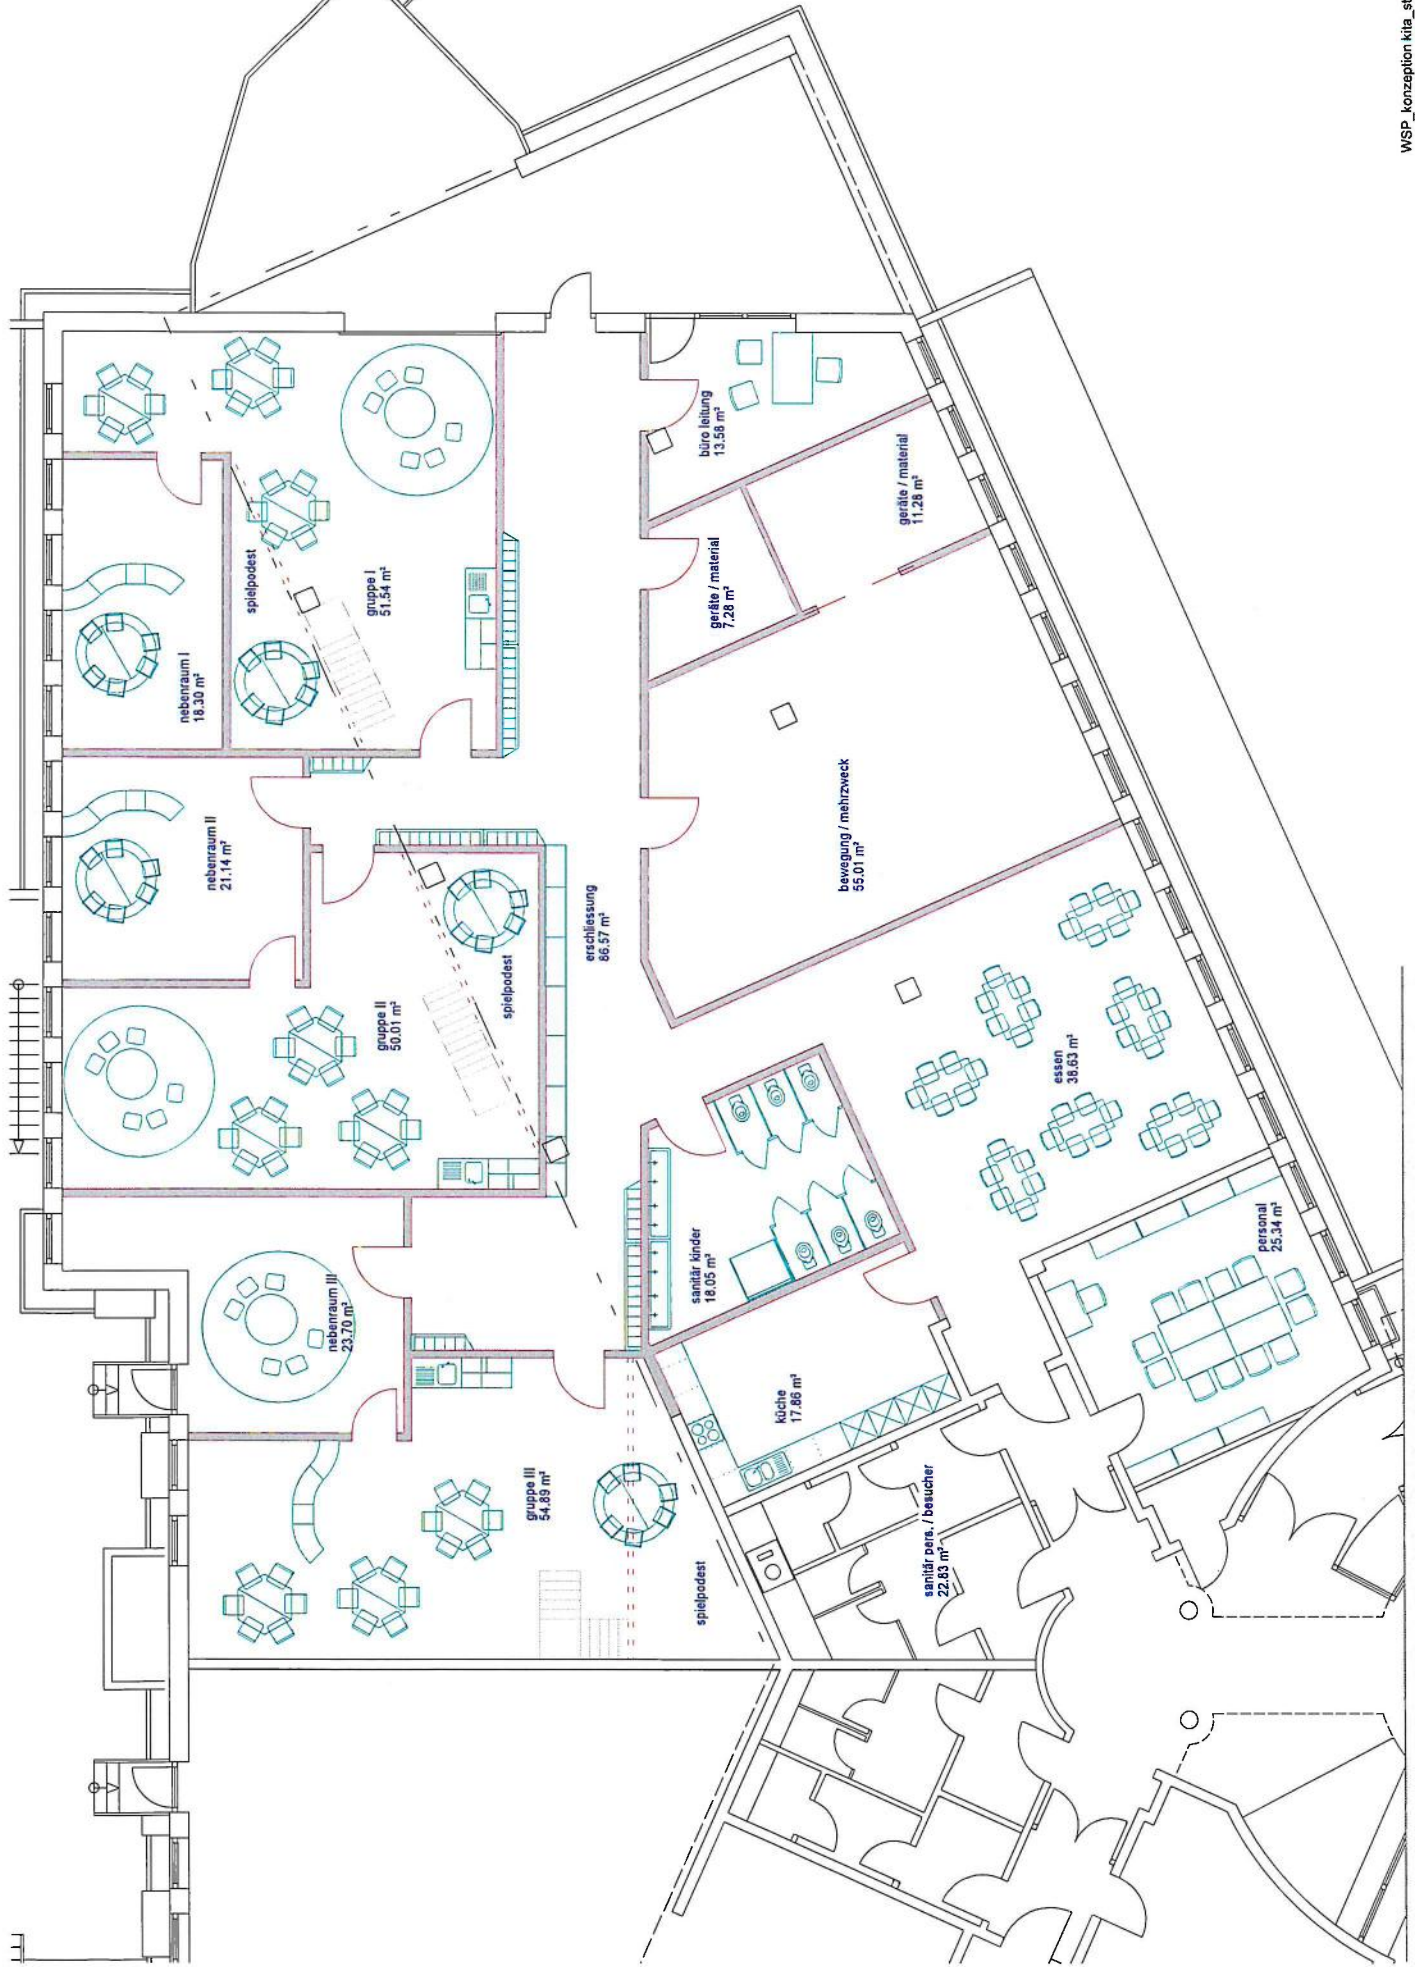 WSP_konzeption kita_st
nebenraum I
18.30 m²
spielpodest
gruppe I
51.54 m²
büro leitung
13.58 m²
geräte / material
11.28 m²
geräte / material
7.28 m²
nebenraum II
21.14 m²
gruppe II
50.01 m²
spielpodest
erschliessung
86.57 m²
bewegung / mehrzweck
55.01 m²
essen
38.63 m²
nebenraum III
23.70 m²
sanitär kinder
18.05 m²
personal
25.34 m²
küche
17.86 m²
gruppe III
54.89 m²
spielpodest
sanitär pers. / besucher
22.83 m²